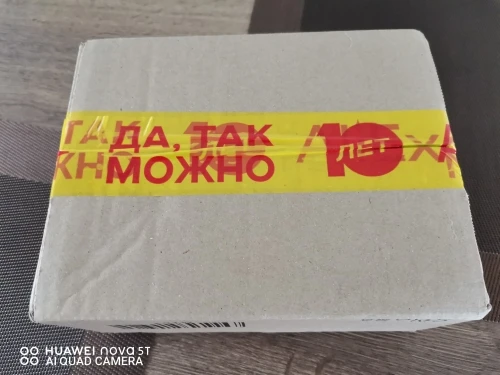 ДА, ТАК
МОЖНО
10
ЛЕТ
HUAWEI nova 5T
AI QUAD CAMERA